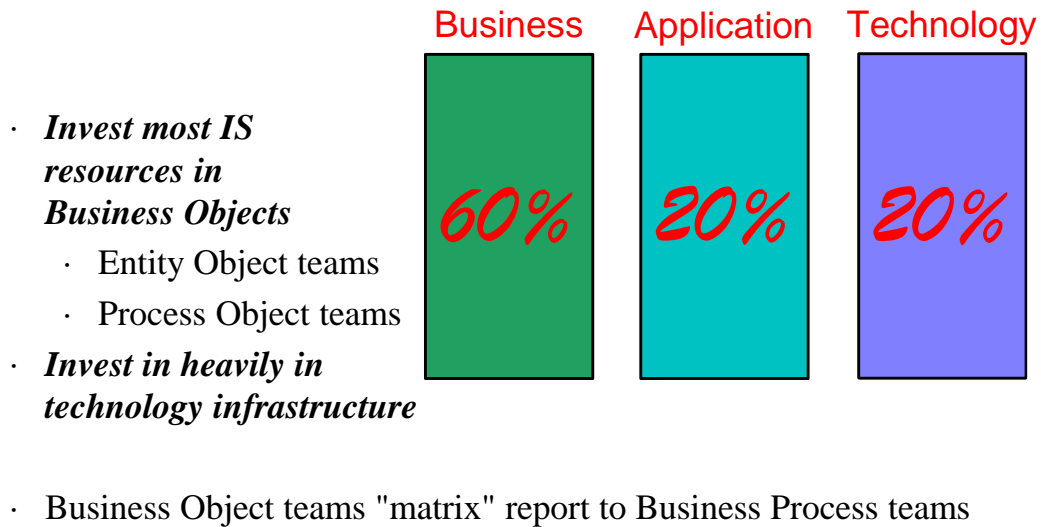 Business Application Technology
· Invest most IS
resources in
Business Objects
60% 20% 20%
· Entity Object teams
· Process Object teams
· Invest in heavily in
technology infrastructure
· Business Object teams "matrix" report to Business Process teams